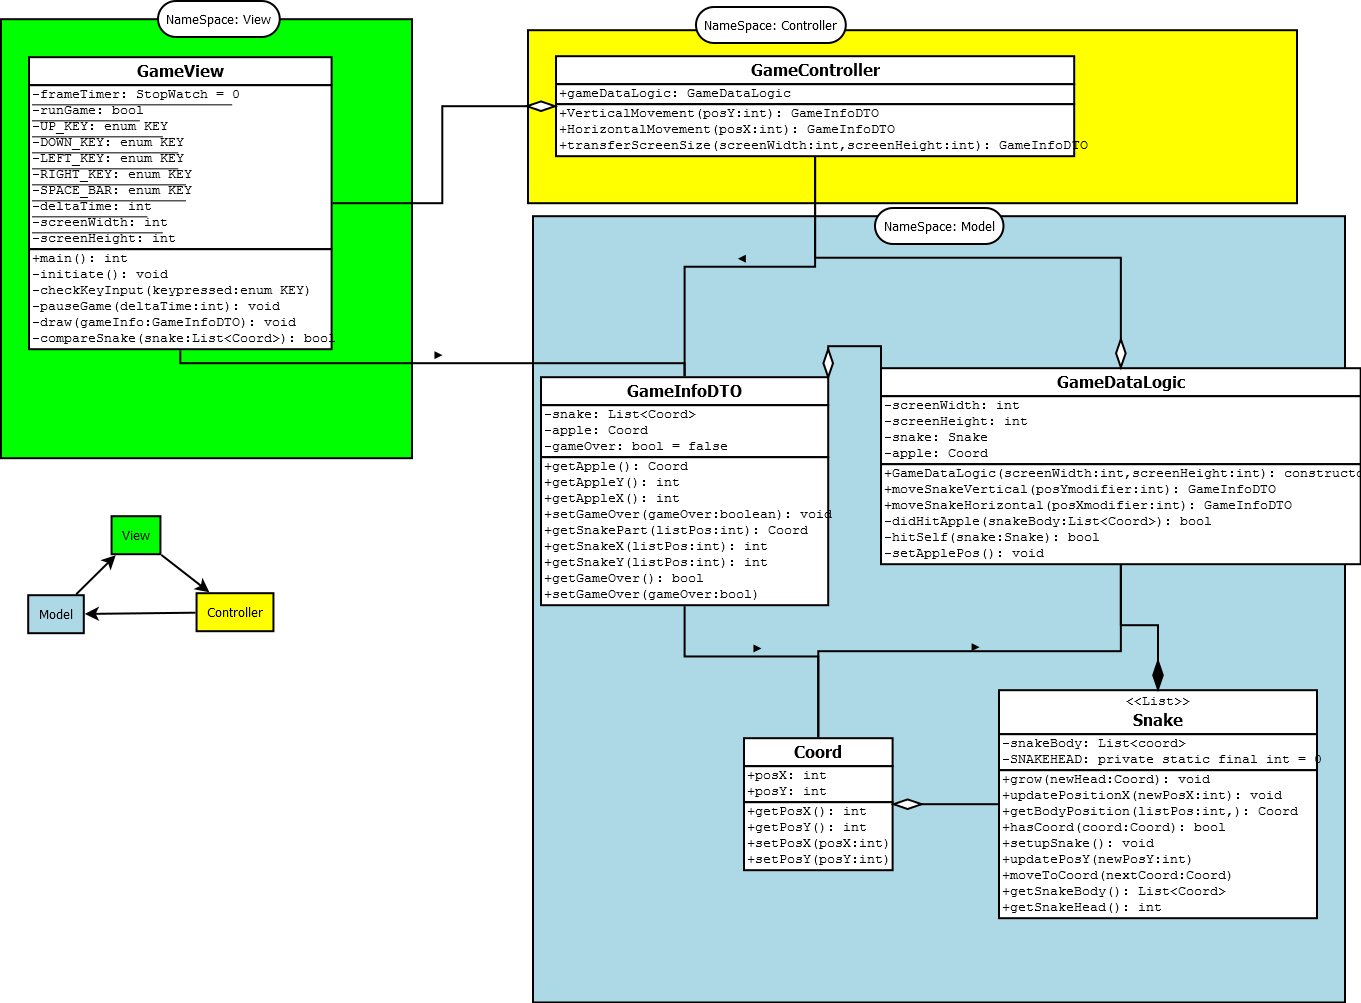 NameSpace: View
GameView
-frameTimer: StopWatch = 0
-runGame: bool
-UP_KEY: enum KEY
-DOWN_KEY: enum KEY
-LEFT_KEY: enum KEY
-RIGHT_KEY: enum KEY
-SPACE_BAR: enum KEY
-deltaTime: int
-screenWidth: int
-screenHeight: int
+main(): int
-initiate(): void
-checkKeyInput(keypressed:enum KEY)
-pauseGame(deltaTime:int): void
-draw(gameInfo:GameInfoDTO): void
-compareSnake(snake:List<Coord>): bool
NameSpace: Controller
GameController
+gameDataLogic: GameDataLogic
+VerticalMovement(posY:int): GameInfoDTO
+HorizontalMovement(posX:int): GameInfoDTO
+transferScreenSize(screenWidth:int,screenHeight:int): GameInfoDTO
NameSpace: Model
GameInfoDTO
-snake: List<Coord>
-apple: Coord
-gameOver: bool = false
+getApple(): Coord
+getAppleY(): int
+getAppleX(): int
+setGameOver(gameOver:boolean): void
+getSnakePart(listPos:int): Coord
+getSnakeX(listPos:int): int
+getSnakeY(listPos:int): int
+getGameOver(): bool
+setGameOver(gameOver:bool)
GameDataLogic
-screenWidth: int
-screenHeight: int
-snake: Snake
-apple: Coord
+GameDataLogic(screenWidth:int,screenHeight:int): constructo
+moveSnakeVertical(posYmodifier:int): GameInfoDTO
+moveSnakeHorizontal(posXmodifier:int): GameInfoDTO
-didHitApple(snakeBody:List<Coord>): bool
-hitSelf(snake:Snake): bool
-setApplePos(): void
View
Model
Controller
Coord
+posX: int
+posY: int
+getPosX(): int
+getPosY(): int
+setPosX(posX:int)
+setPosY(posY:int)
<<List>>
Snake
-snakeBody: List<coord>
-SNAKEHEAD: private static final int = 0
+grow(newHead:Coord): void
+updatePositionX(newPosX:int): void
+getBodyPosition(listPos:int,): Coord
+hasCoord(coord:Coord): bool
+setupSnake(): void
+updatePosY(newPosY:int)
+moveToCoord(nextCoord:Coord)
+getSnakeBody(): List<Coord>
+getSnakeHead(): int